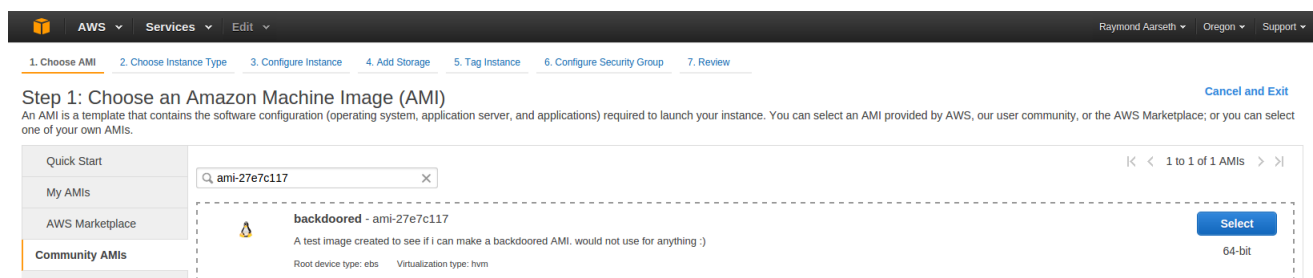 AWS Services Edit Raymond Aarseth Oregon Support
1. Choose AMI 2. Choose Instance Type 3. Configure Instance 4. Add Storage 5. Tag Instance 6. Configure Security Group 7. Review
Step 1: Choose an Amazon Machine Image (AMI) Cancel and Exit
An AMI is a template that contains the software configuration (operating system, application server, and applications) required to launch your instance. You can select an AMI provided by AWS, our user community, or the AWS Marketplace; or you can select
one of your own AMIs.
Quick Start
My AMIs
AWS Marketplace
Community AMIs
ami-27e7c117
1 to 1 of 1 AMIs
backdoored - ami-27e7c117
A test image created to see if i can make a backdoored AMI. would not use for anything :)
Root device type: ebs Virtualization type: hvm
Select
64-bit